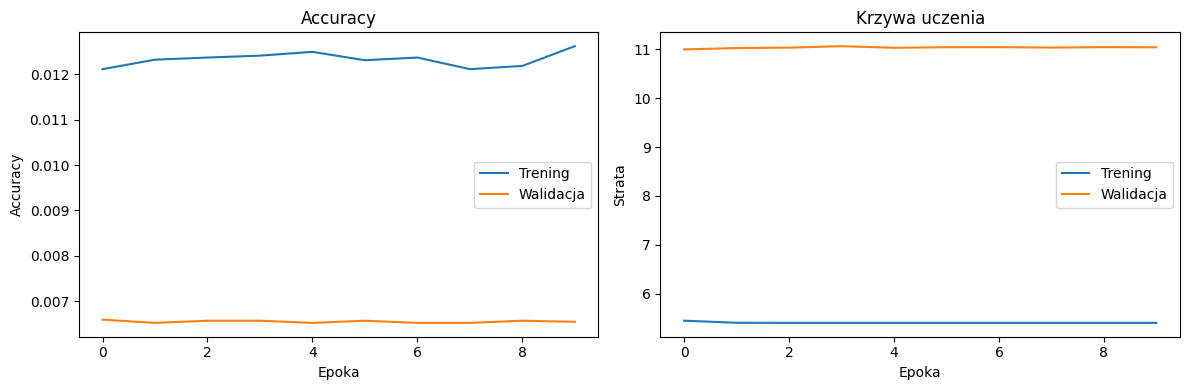 Accuracy
Accuracy
0.012
0.011
0.010
0.009
0.008
0.007
0 2 4 6 8
Epoka
Trening
Walidacja
Krzywa uczenia
Strata
11
10
9
8
7
6
0 2 4 6 8
Epoka
Trening
Walidacja